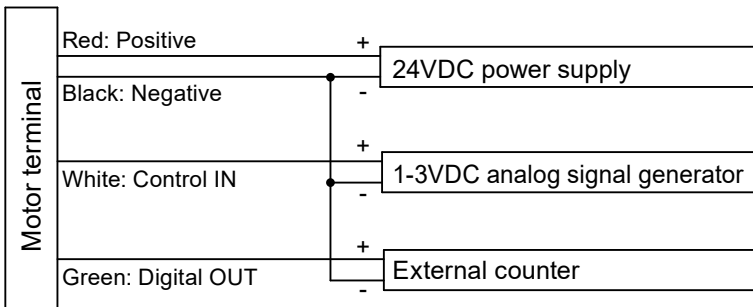 Motor terminal
Red: Positive
+
24VDC power supply
Black: Negative
-
+
1-3VDC analog signal generator
White: Control IN
-
+
External counter
Green: Digital OUT
-